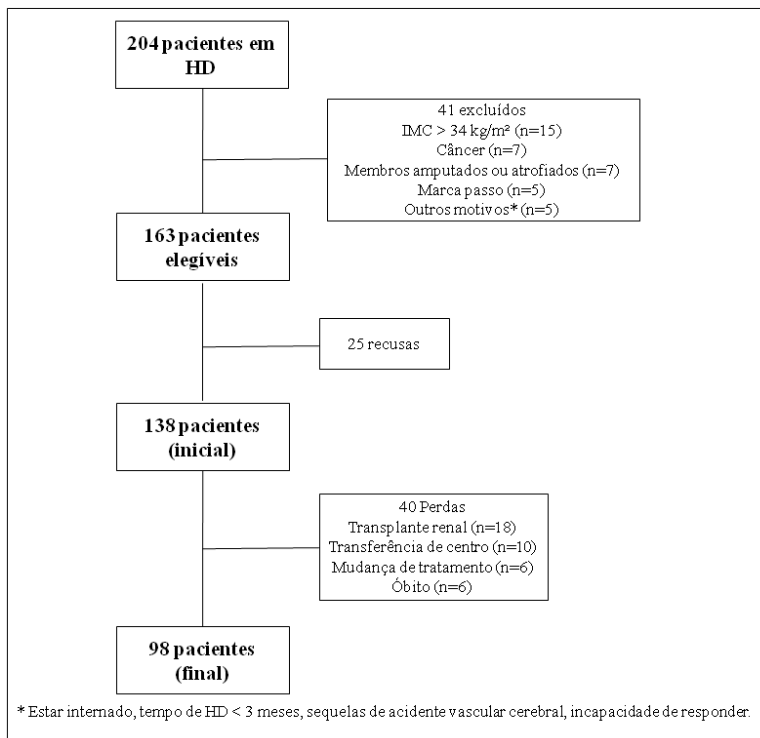 204 pacientes em
HD
41 excluídos
IMC > 34 kg/m² (n=15)
Câncer (n=7)
Membros amputados ou atrofiados (n=7)
Marca passo (n=5)
Outros motivos* (n=5)
163 pacientes
elegíveis
25 recusas
138 pacientes
(inicial)
40 Perdas
Transplante renal (n=18)
Transferência de centro (n=10)
Mudança de tratamento (n=6)
Óbito (n=6)
98 pacientes
(final)
* Estar internado, tempo de HD < 3 meses, sequelas de acidente vascular cerebral, incapacidade de responder.